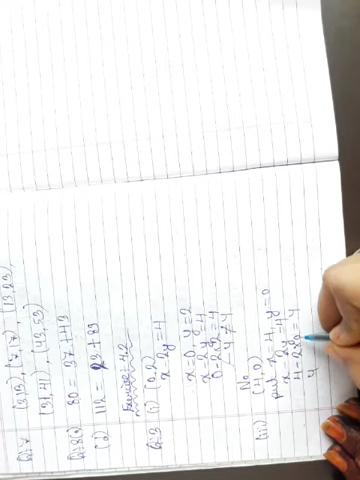 (3,13), (7,17), (13,23)
(31,41), (43,53)
Q:8(a) 80 = 37+43
(d) 112 = 23+89
Exercise-4.2
Q:3 (i) (0,2)
x-2y=4
x=0, y=2
x-2y=4
0-2×2=4
-4≠4
No
(iii) (4,0)
put x=4, y=0
x-2y=4
4-2×0=4
4